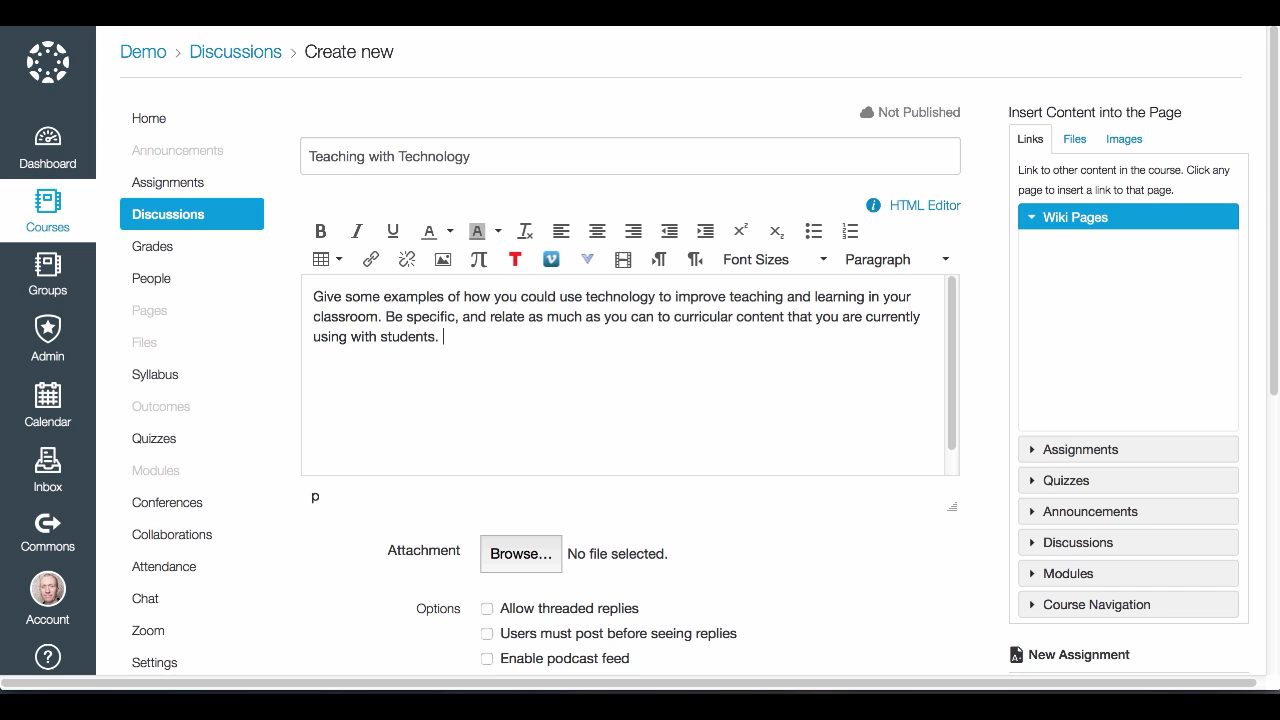 Demo > Discussions > Create new
Dashboard
Courses
Groups
Admin
Calendar
Inbox
Commons
Account
?
Home
Announcements
Assignments
Discussions
Grades
People
Pages
Files
Syllabus
Outcomes
Quizzes
Modules
Conferences
Collaborations
Attendance
Chat
Zoom
Settings
Not Published
Teaching with Technology
i HTML Editor
B I U A A Tx x² x₂
π T v V ¶ ¶ Font Sizes Paragraph
Give some examples of how you could use technology to improve teaching and learning in your
classroom. Be specific, and relate as much as you can to curricular content that you are currently
using with students.
p
Attachment Browse... No file selected.
Options Allow threaded replies
Users must post before seeing replies
Enable podcast feed
Insert Content into the Page
Links Files Images
Link to other content in the course. Click any
page to insert a link to that page.
Wiki Pages
Assignments
Quizzes
Announcements
Discussions
Modules
Course Navigation
New Assignment